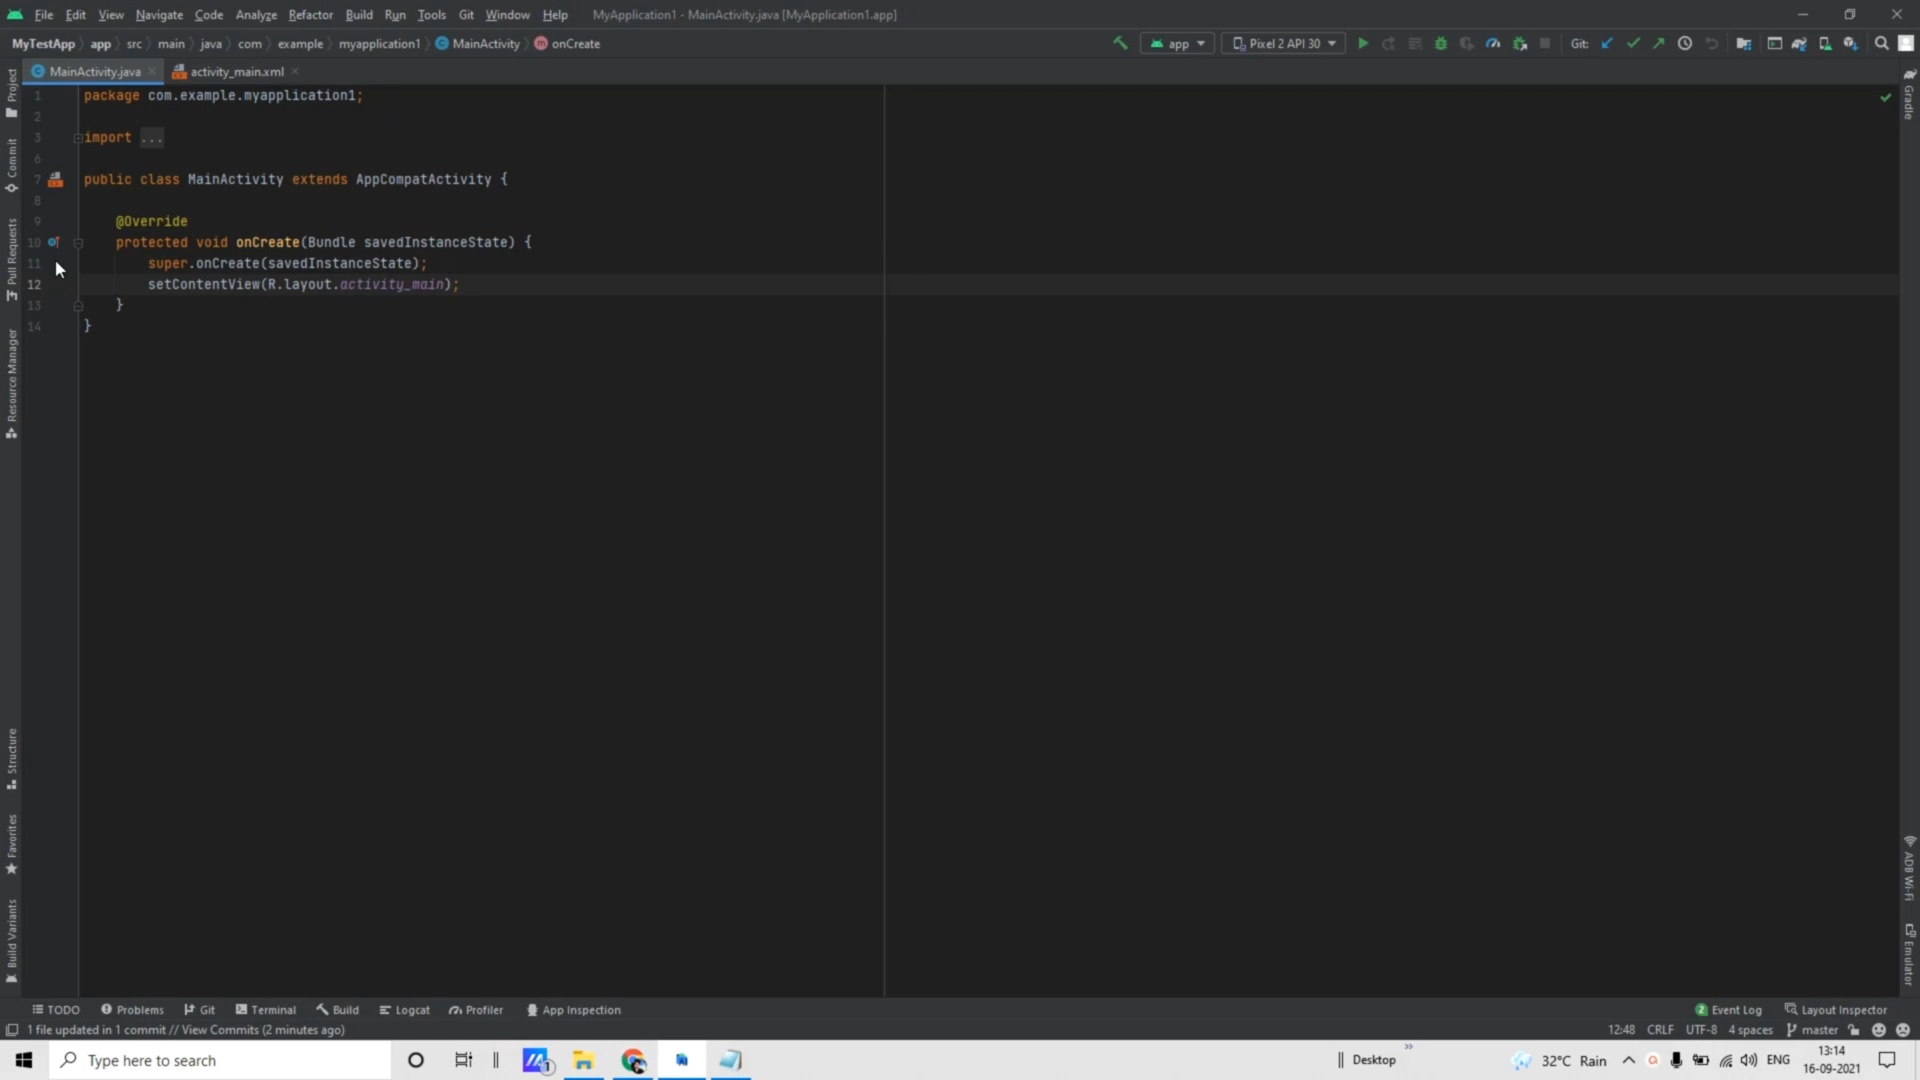 File Edit View Navigate Code Analyze Refactor Build Run Tools Git Window Help MyApplication1 - MainActivity.java [MyApplication1.app]
MyTestApp app src main java com example myapplication1 MainActivity onCreate app Pixel 2 API 30 Git:
MainActivity.java activity_main.xml
1 package com.example.myapplication1;
2
3 import ...
6
7 public class MainActivity extends AppCompatActivity {
8
9 @Override
10 protected void onCreate(Bundle savedInstanceState) {
11 super.onCreate(savedInstanceState);
12 setContentView(R.layout.activity_main);
13 }
14 }
Project
Commit
Pull Requests
Resource Manager
Structure
Favorites
Build Variants
Gradle
ADB Wi-Fi
Emulator
TODO Problems Git Terminal Build Logcat Profiler App Inspection 2 Event Log Layout Inspector
1 file updated in 1 commit // View Commits (2 minutes ago) 12:48 CRLF UTF-8 4 spaces master
Type here to search 1 Desktop 32°C Rain ENG 13:14
16-09-2021